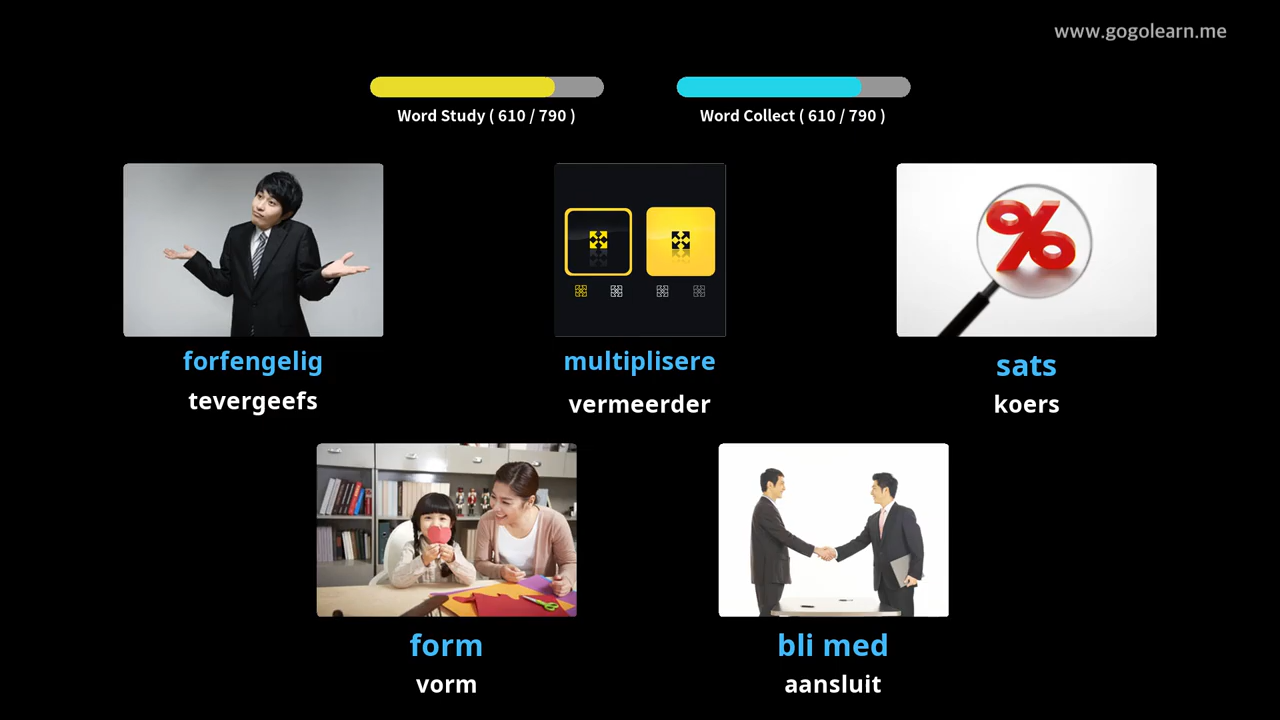 www.gogolearn.me
Word Study ( 610 / 790 )
Word Collect ( 610 / 790 )
forfengelig
tevergeefs
multiplisere
vermeerder
sats
koers
form
vorm
bli med
aansluit